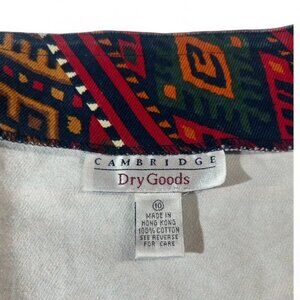 CAMBRIDGE
Dry Goods
10
MADE IN
HONG KONG
100% COTTON
SEE REVERSE
FOR CARE